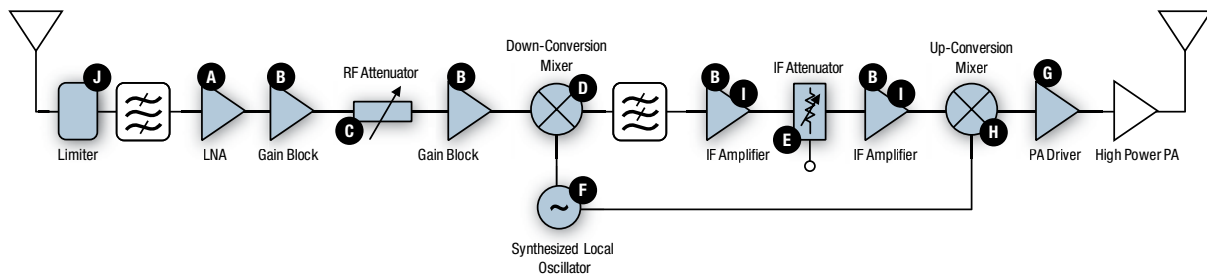 J
Limiter
A
LNA
B
Gain Block
RF Attenuator
C
B
Gain Block
Down-Conversion
Mixer
D
F
Synthesized Local
Oscillator
B
I
IF Amplifier
IF Attenuator
E
B
I
IF Amplifier
Up-Conversion
Mixer
H
G
PA Driver
High Power PA